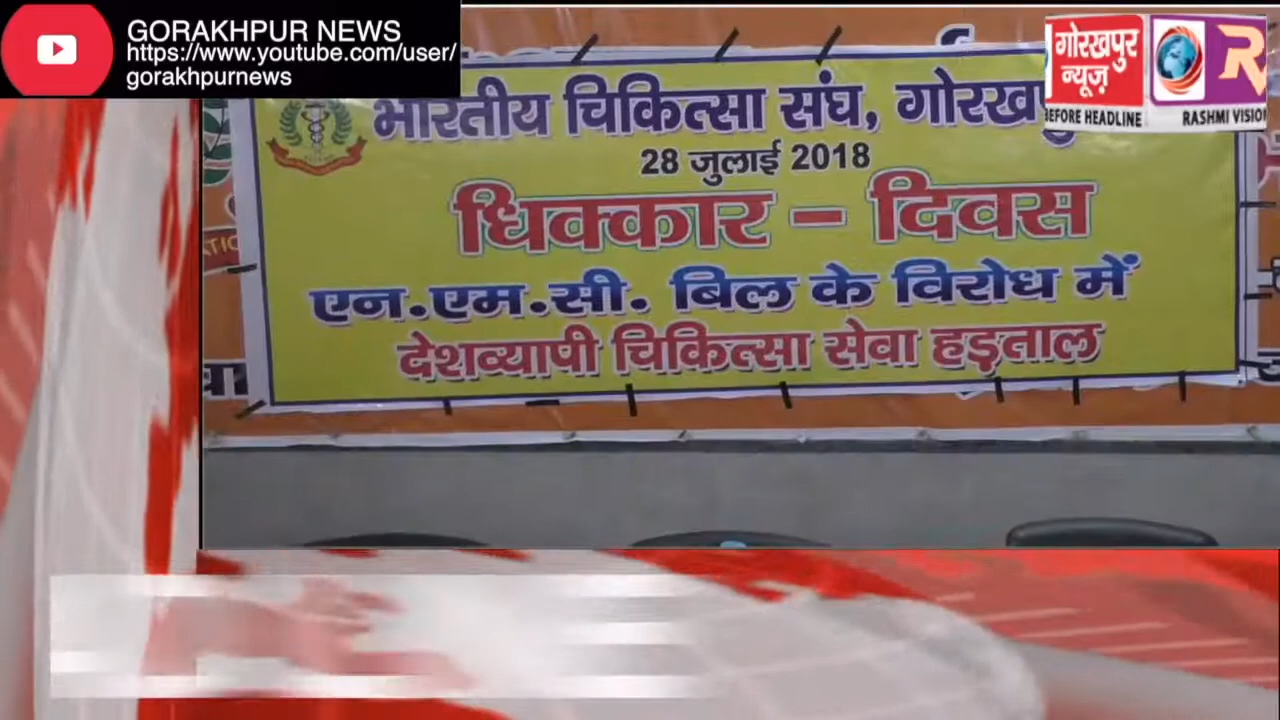 GORAKHPUR NEWS
https://www.youtube.com/user/
gorakhpurnews
गोरखपुर
न्यूज़
BEFORE HEADLINE
R
RASHMI VISION
भारतीय चिकित्सा संघ,
28 जुलाई 2018
धिक्कार - दिवस
एन.एम.सी. बिल के विरोध में
देशव्यापी चिकित्सा सेवा हड़ताल